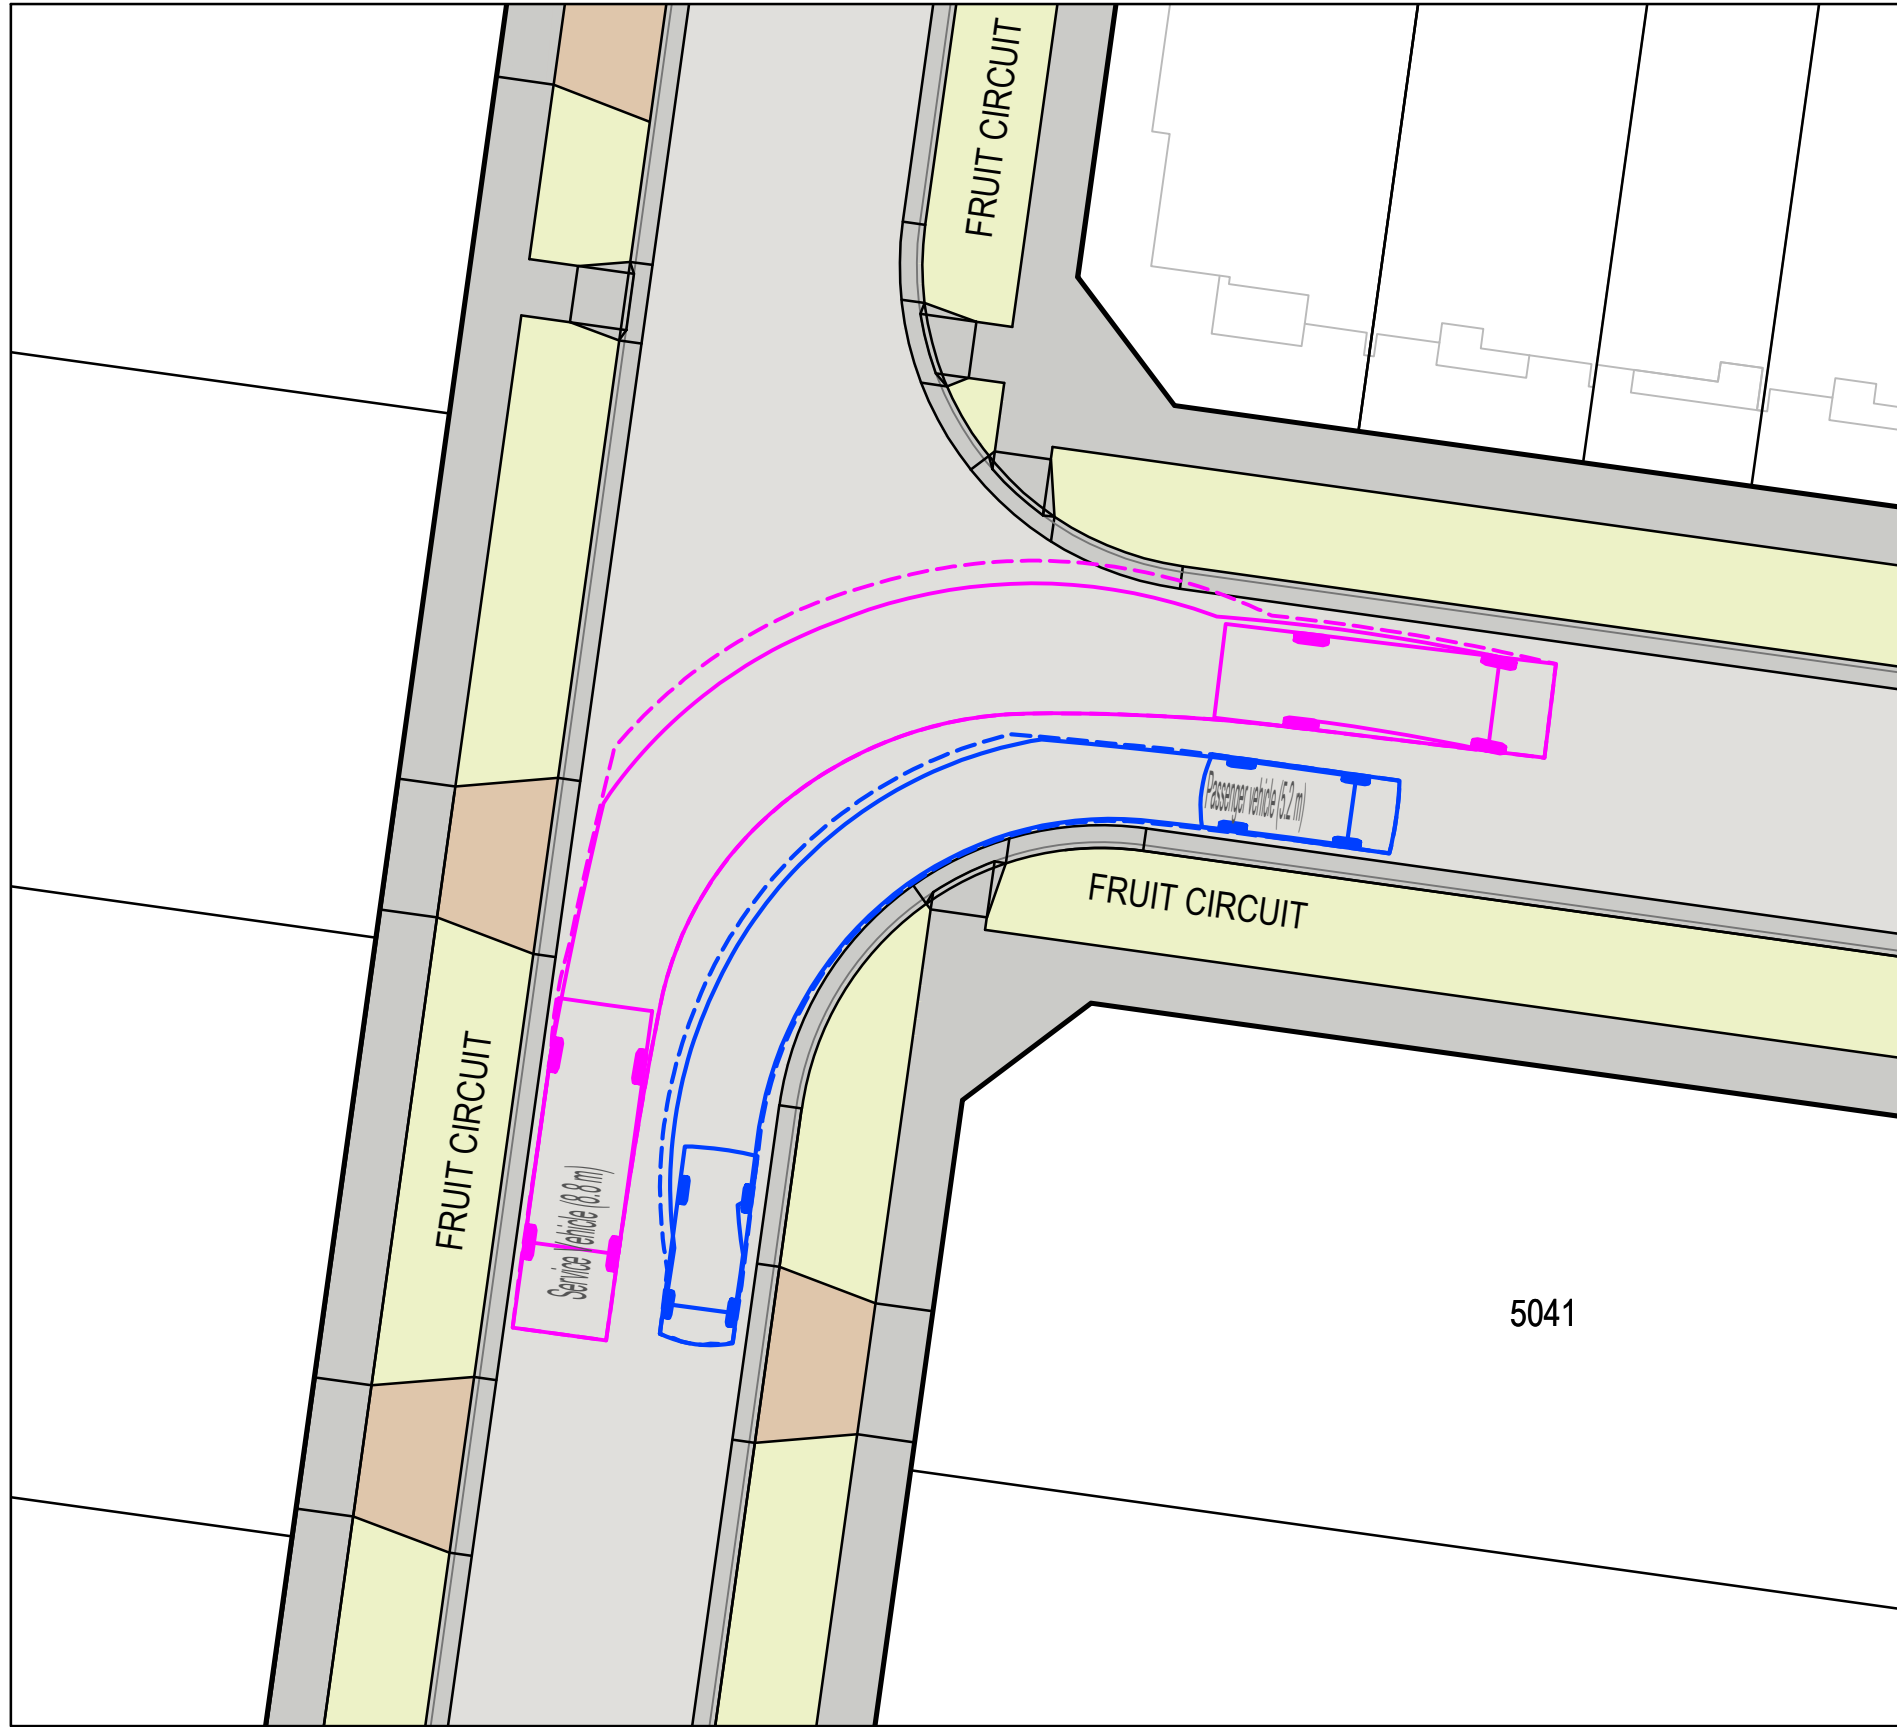 FRUIT CIRCUIT
Passenger vehicle (5.2 m)
FRUIT CIRCUIT
FRUIT CIRCUIT
Service Vehicle (8.8 m)
5041